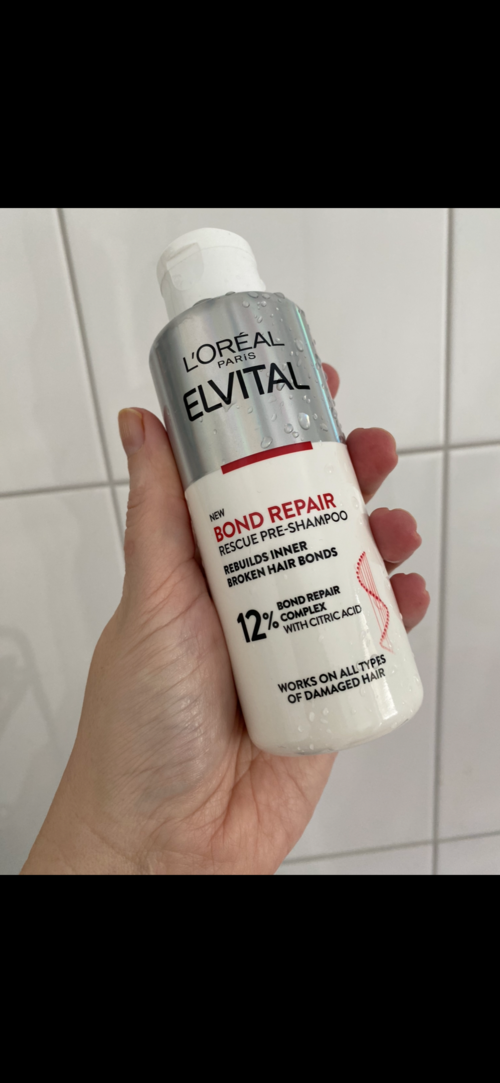 L'ORÉAL
PARIS
ELVITAL
NEW
BOND REPAIR
RESCUE PRE-SHAMPOO
REBUILDS INNER
BROKEN HAIR BONDS
12% BOND REPAIR
COMPLEX
WITH CITRIC ACID
WORKS ON ALL TYPES
OF DAMAGED HAIR